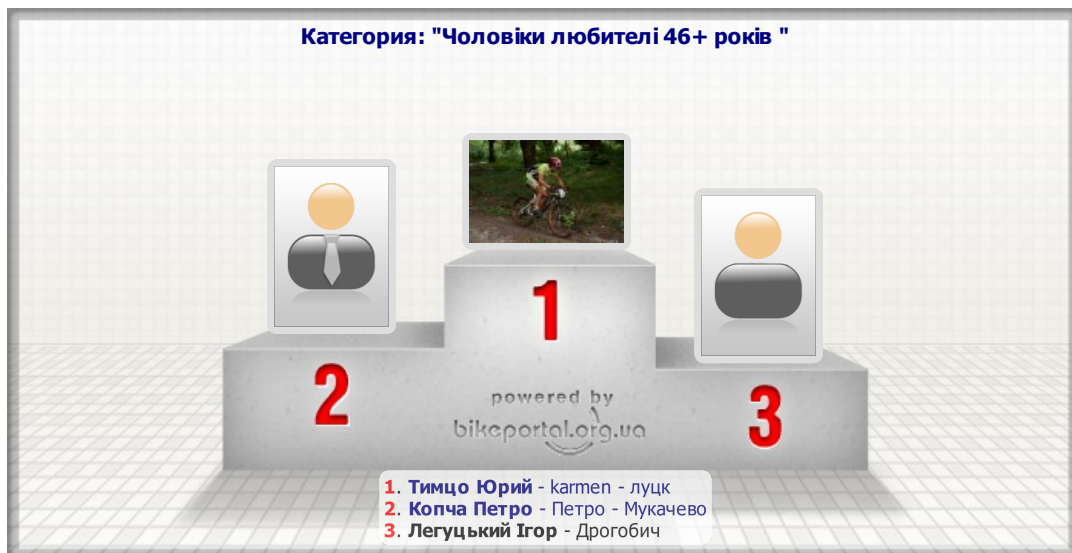 Категория: "Чоловіки любителі 46+ років "
1
2
3
powered by
bikeportal.org.ua
1. Тимцо Юрий - karmen - луцк
2. Копча Петро - Петро - Мукачево
3. Легуцький Ігор - Дрогобич